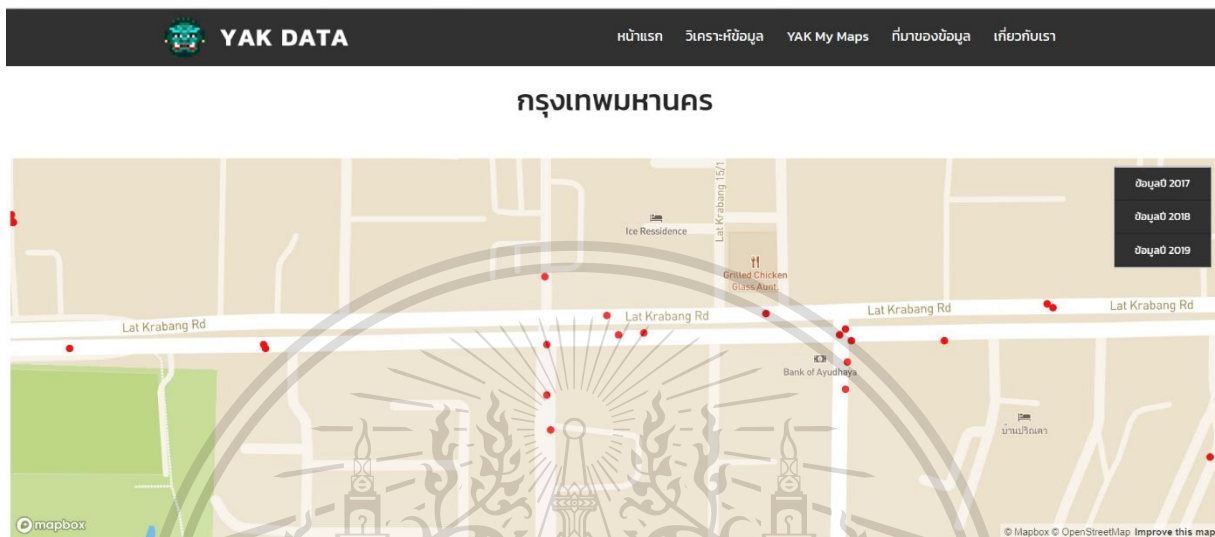 YAK DATA
หน้าแรก วิเคราะห์ข้อมูล YAK My Maps ที่มาของข้อมูล เกี่ยวกับเรา
กรุงเทพมหานคร
ข้อมูลปี 2017
ข้อมูลปี 2018
ข้อมูลปี 2019
Lat Krabang 15/1
Ice Ressidence
Grilled Chicken
Glass Aunt.
Lat Krabang Rd
Lat Krabang Rd
Lat Krabang Rd
Lat Krabang Rd
Bank of Ayudhaya
บ้านปริณดา
mapbox
© Mapbox © OpenStreetMap Improve this map